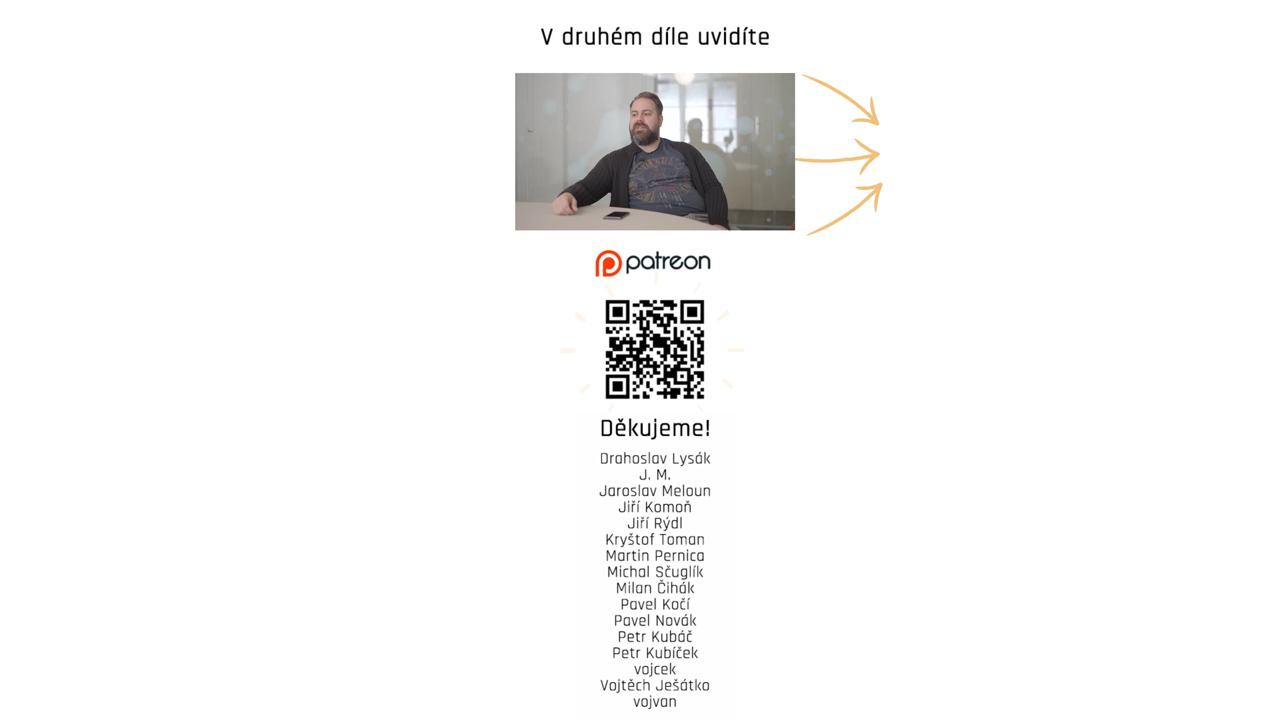 V druhém díle uvidíte
patreon
Děkujeme!
Drahoslav Lysák
J. M.
Jaroslav Meloun
Jiří Komoň
Jiří Rýdl
Kryštof Toman
Martin Pernica
Michal Sčuglík
Milan Čihák
Pavel Kočí
Pavel Novák
Petr Kubáč
Petr Kubíček
vojcek
Vojtěch Ješátko
vojvan